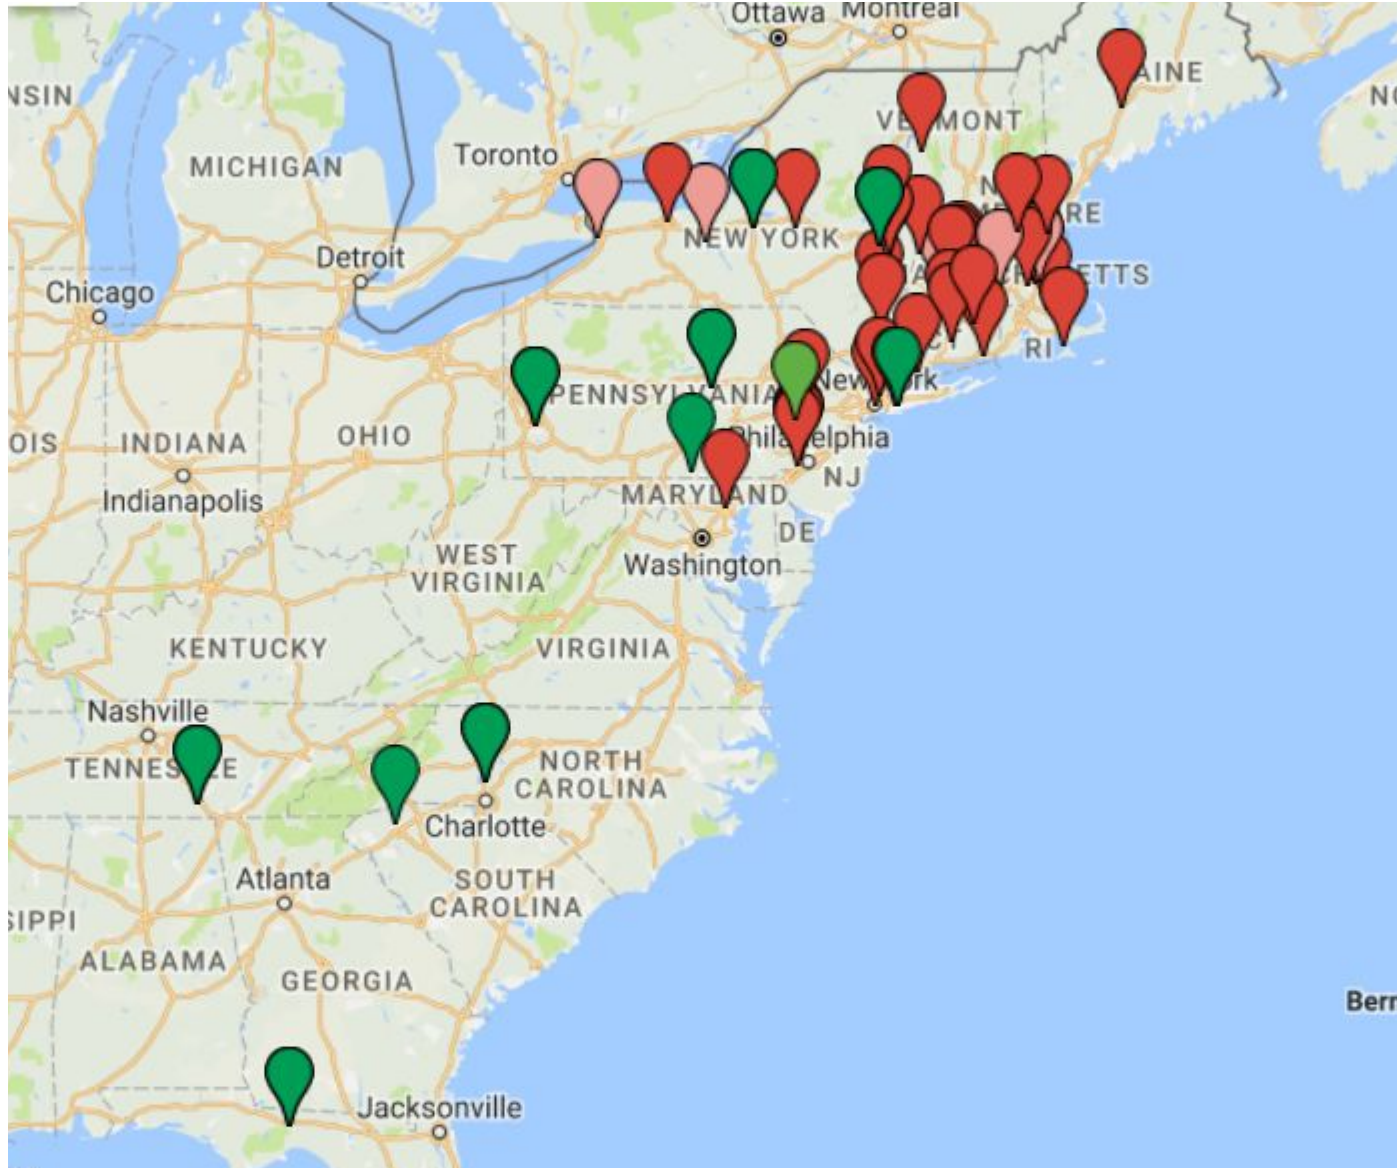 Ottawa
Montreal
AINE
NSIN
NO
VERMONT
Toronto
MICHIGAN
NEW YORK
RE
Detroit
ETTS
Chicago
RI
New York
PENNSYLVANIA
OIS
INDIANA
OHIO
Philadelphia
NJ
Indianapolis
MARYLAND
DE
WEST
VIRGINIA
Washington
KENTUCKY
VIRGINIA
Nashville
TENNESSEE
NORTH
CAROLINA
Charlotte
Atlanta
SOUTH
CAROLINA
SIPPI
ALABAMA
GEORGIA
Berr
Jacksonville